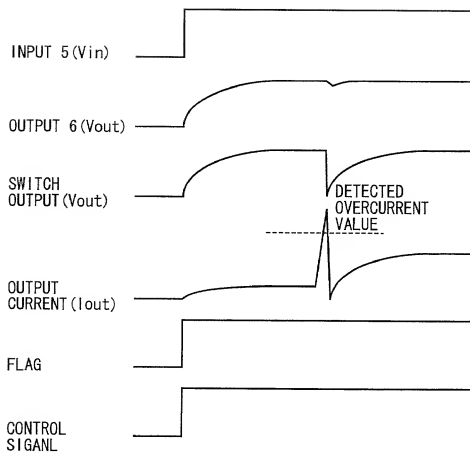 INPUT 5(Vin)
OUTPUT 6(Vout)
SWITCH
OUTPUT(Vout)
DETECTED
OVERCURRENT
VALUE
OUTPUT
CURRENT(Iout)
FLAG
CONTROL
SIGANL